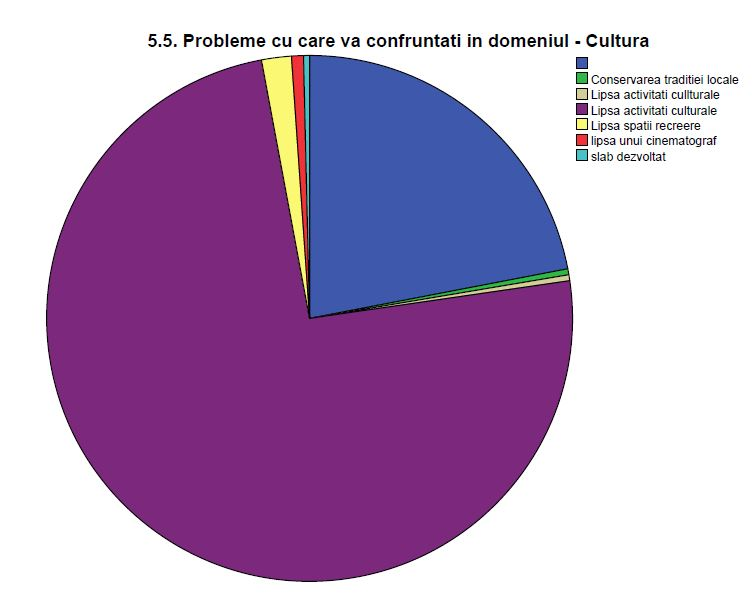 5.5. Probleme cu care va confruntati in domeniul - Cultura
Conservarea traditiei locale
Lipsa activitati cullturale
Lipsa activitati culturale
Lipsa spatii recreere
lipsa unui cinematograf
slab dezvoltat